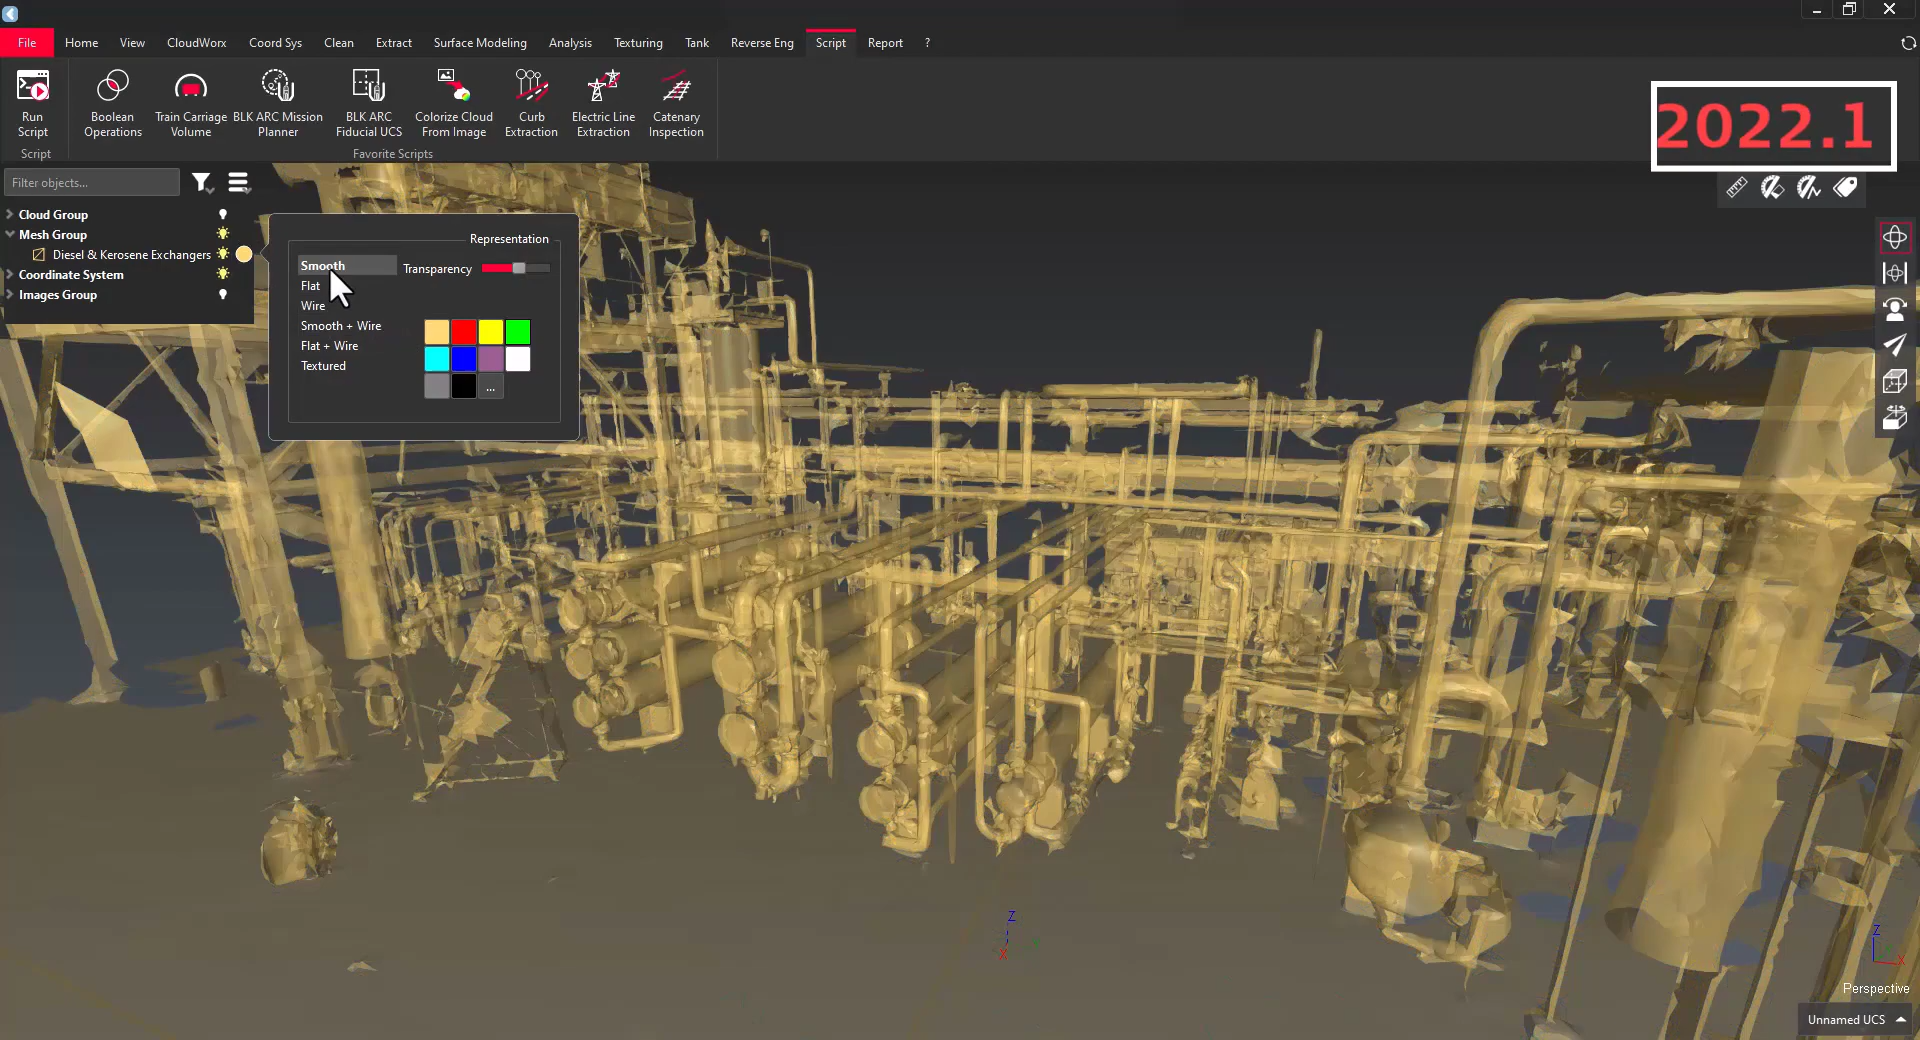 File Home View CloudWorx Coord Sys Clean Extract Surface Modeling Analysis Texturing Tank Reverse Eng Script Report ?
Run Script
Boolean Operations
Train Carriage Volume
BLK ARC Mission Planner
BLK ARC Fiducial UCS
Colorize Cloud From Image
Curb Extraction
Electric Line Extraction
Catenary Inspection
Script
Favorite Scripts
2022.1
Filter objects...
Cloud Group
Mesh Group
Diesel & Kerosene Exchangers
Coordinate System
Images Group
Representation
Smooth
Transparency
Flat
Wire
Smooth + Wire
Flat + Wire
Textured
...
Z
X
Z
X
Perspective
Unnamed UCS